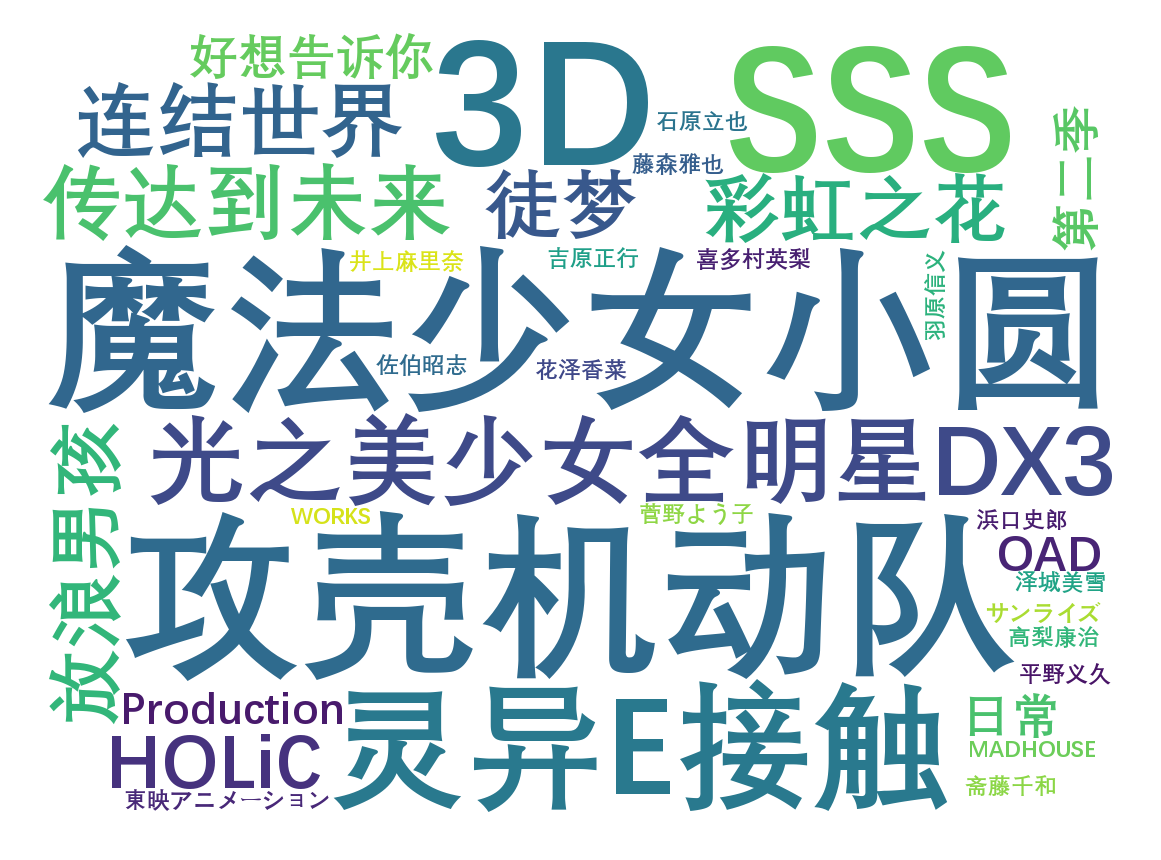 好想告诉你
3D
SSS
连结世界
石原立也
藤森雅也
第二季
传达到未来
徒梦
彩虹之花
井上麻里奈
吉原正行
喜多村英梨
羽原信义
魔法少女小圆
佐伯昭志
花泽香菜
光之美少女全明星DX3
放浪男孩
WORKS
菅野よう子
浜口史郎
OAD
攻壳机动队
泽城美雪
サンライズ
高梨康治
平野义久
Production
灵异E接触
日常
HOLiC
MADHOUSE
東映アニメーション
斎藤千和